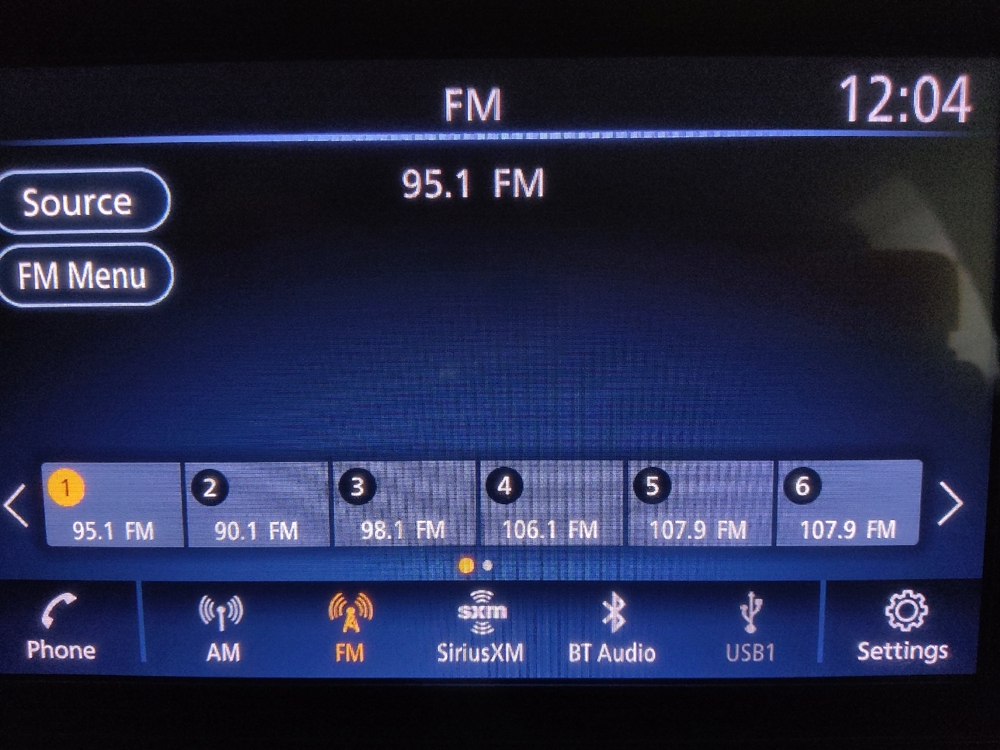 FM
12:04
95.1 FM
Source
FM Menu
1
95.1 FM
2
90.1 FM
3
98.1 FM
4
106.1 FM
5
107.9 FM
6
107.9 FM
Phone
AM
FM
sxm
SiriusXM
BT Audio
USB1
Settings